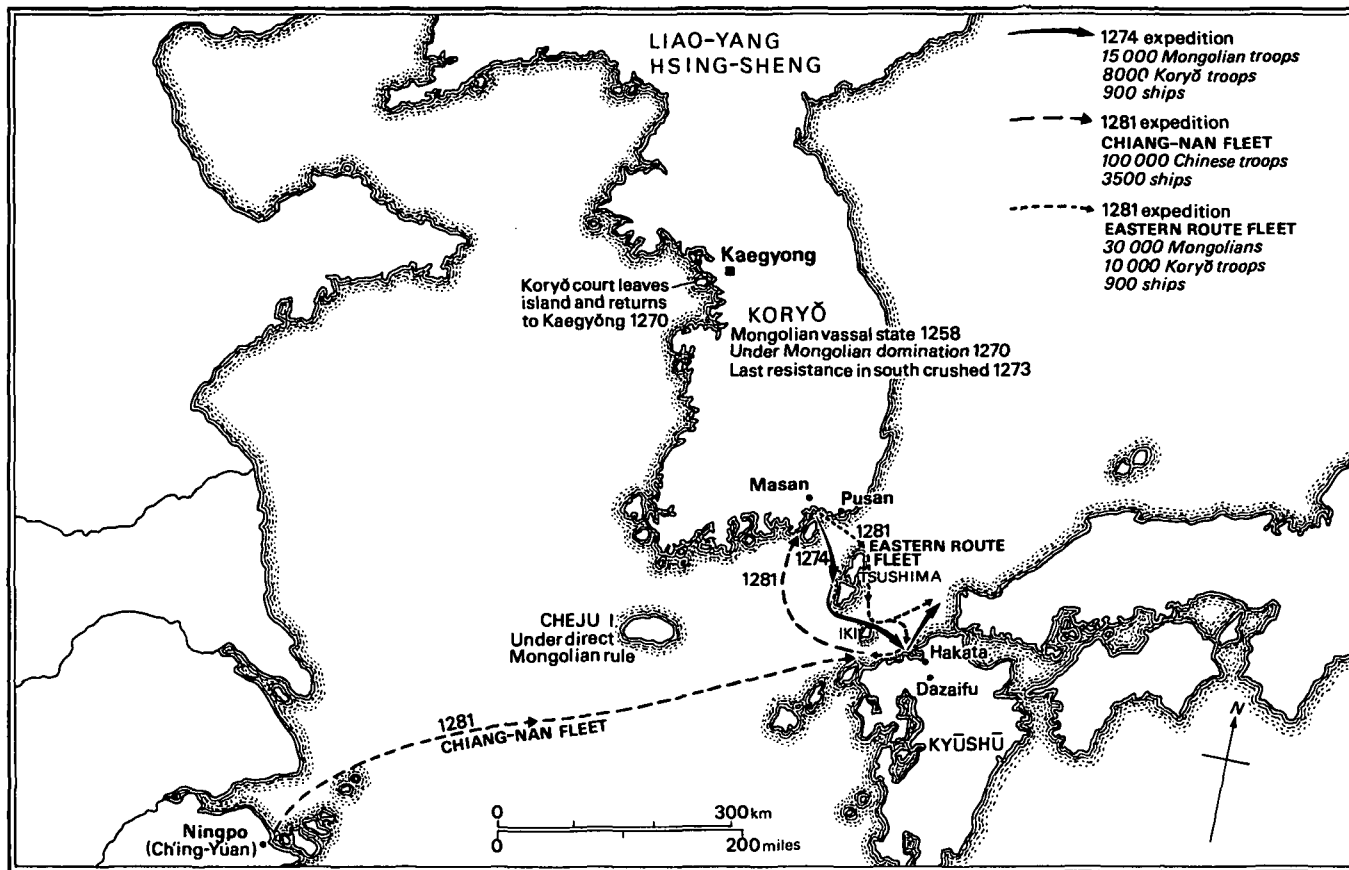 LIAO-YANG
HSING-SHENG
1274 expedition
15 000 Mongolian troops
8000 Koryŏ troops
900 ships
1281 expedition
CHIANG-NAN FLEET
100 000 Chinese troops
3500 ships
1281 expedition
EASTERN ROUTE FLEET
30 000 Mongolians
10 000 Koryŏ troops
900 ships
Kaegyong
Koryŏ court leaves
island and returns
to Kaegyŏng 1270
KORYŎ
Mongolian vassal state 1258
Under Mongolian domination 1270
Last resistance in south crushed 1273
Masan
Pusan
1281
EASTERN ROUTE
FLEET
1274
TSUSHIMA
1281
CHEJU I
Under direct
Mongolian rule
IKI
Hakata
Dazaifu
1281
CHIANG-NAN FLEET
KYŪSHŪ
N
0 300 km
0 200 miles
Ningpo
(Ch'ing-Yüan)